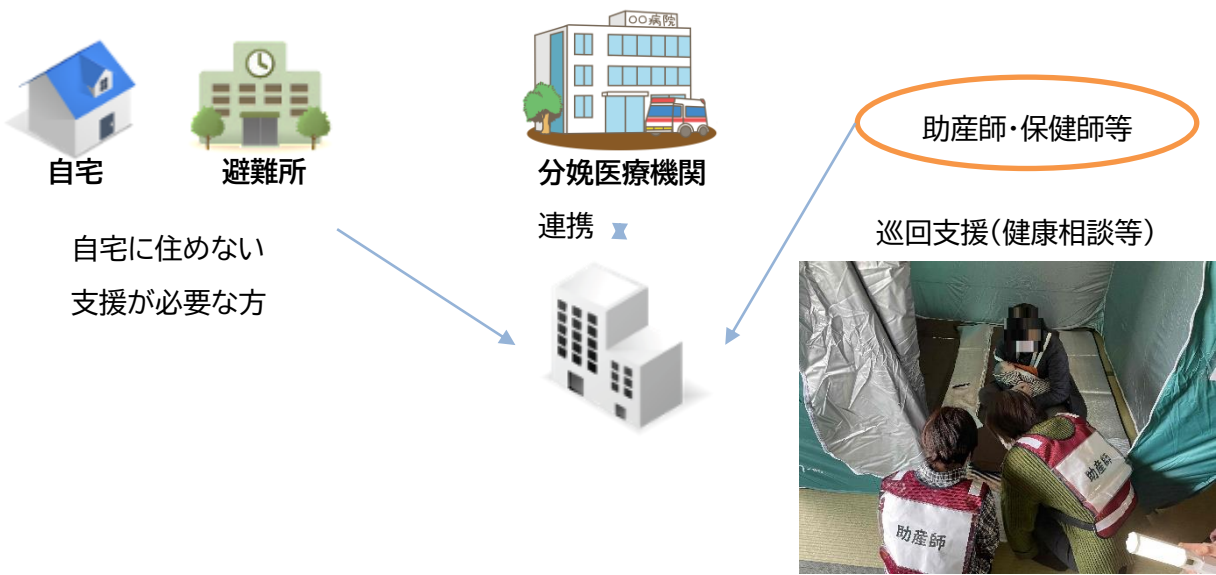 ○○病院
自宅
避難所
分娩医療機関
助産師・保健師等
連携
自宅に住めない
支援が必要な方
巡回支援(健康相談等)
助産師
助産師